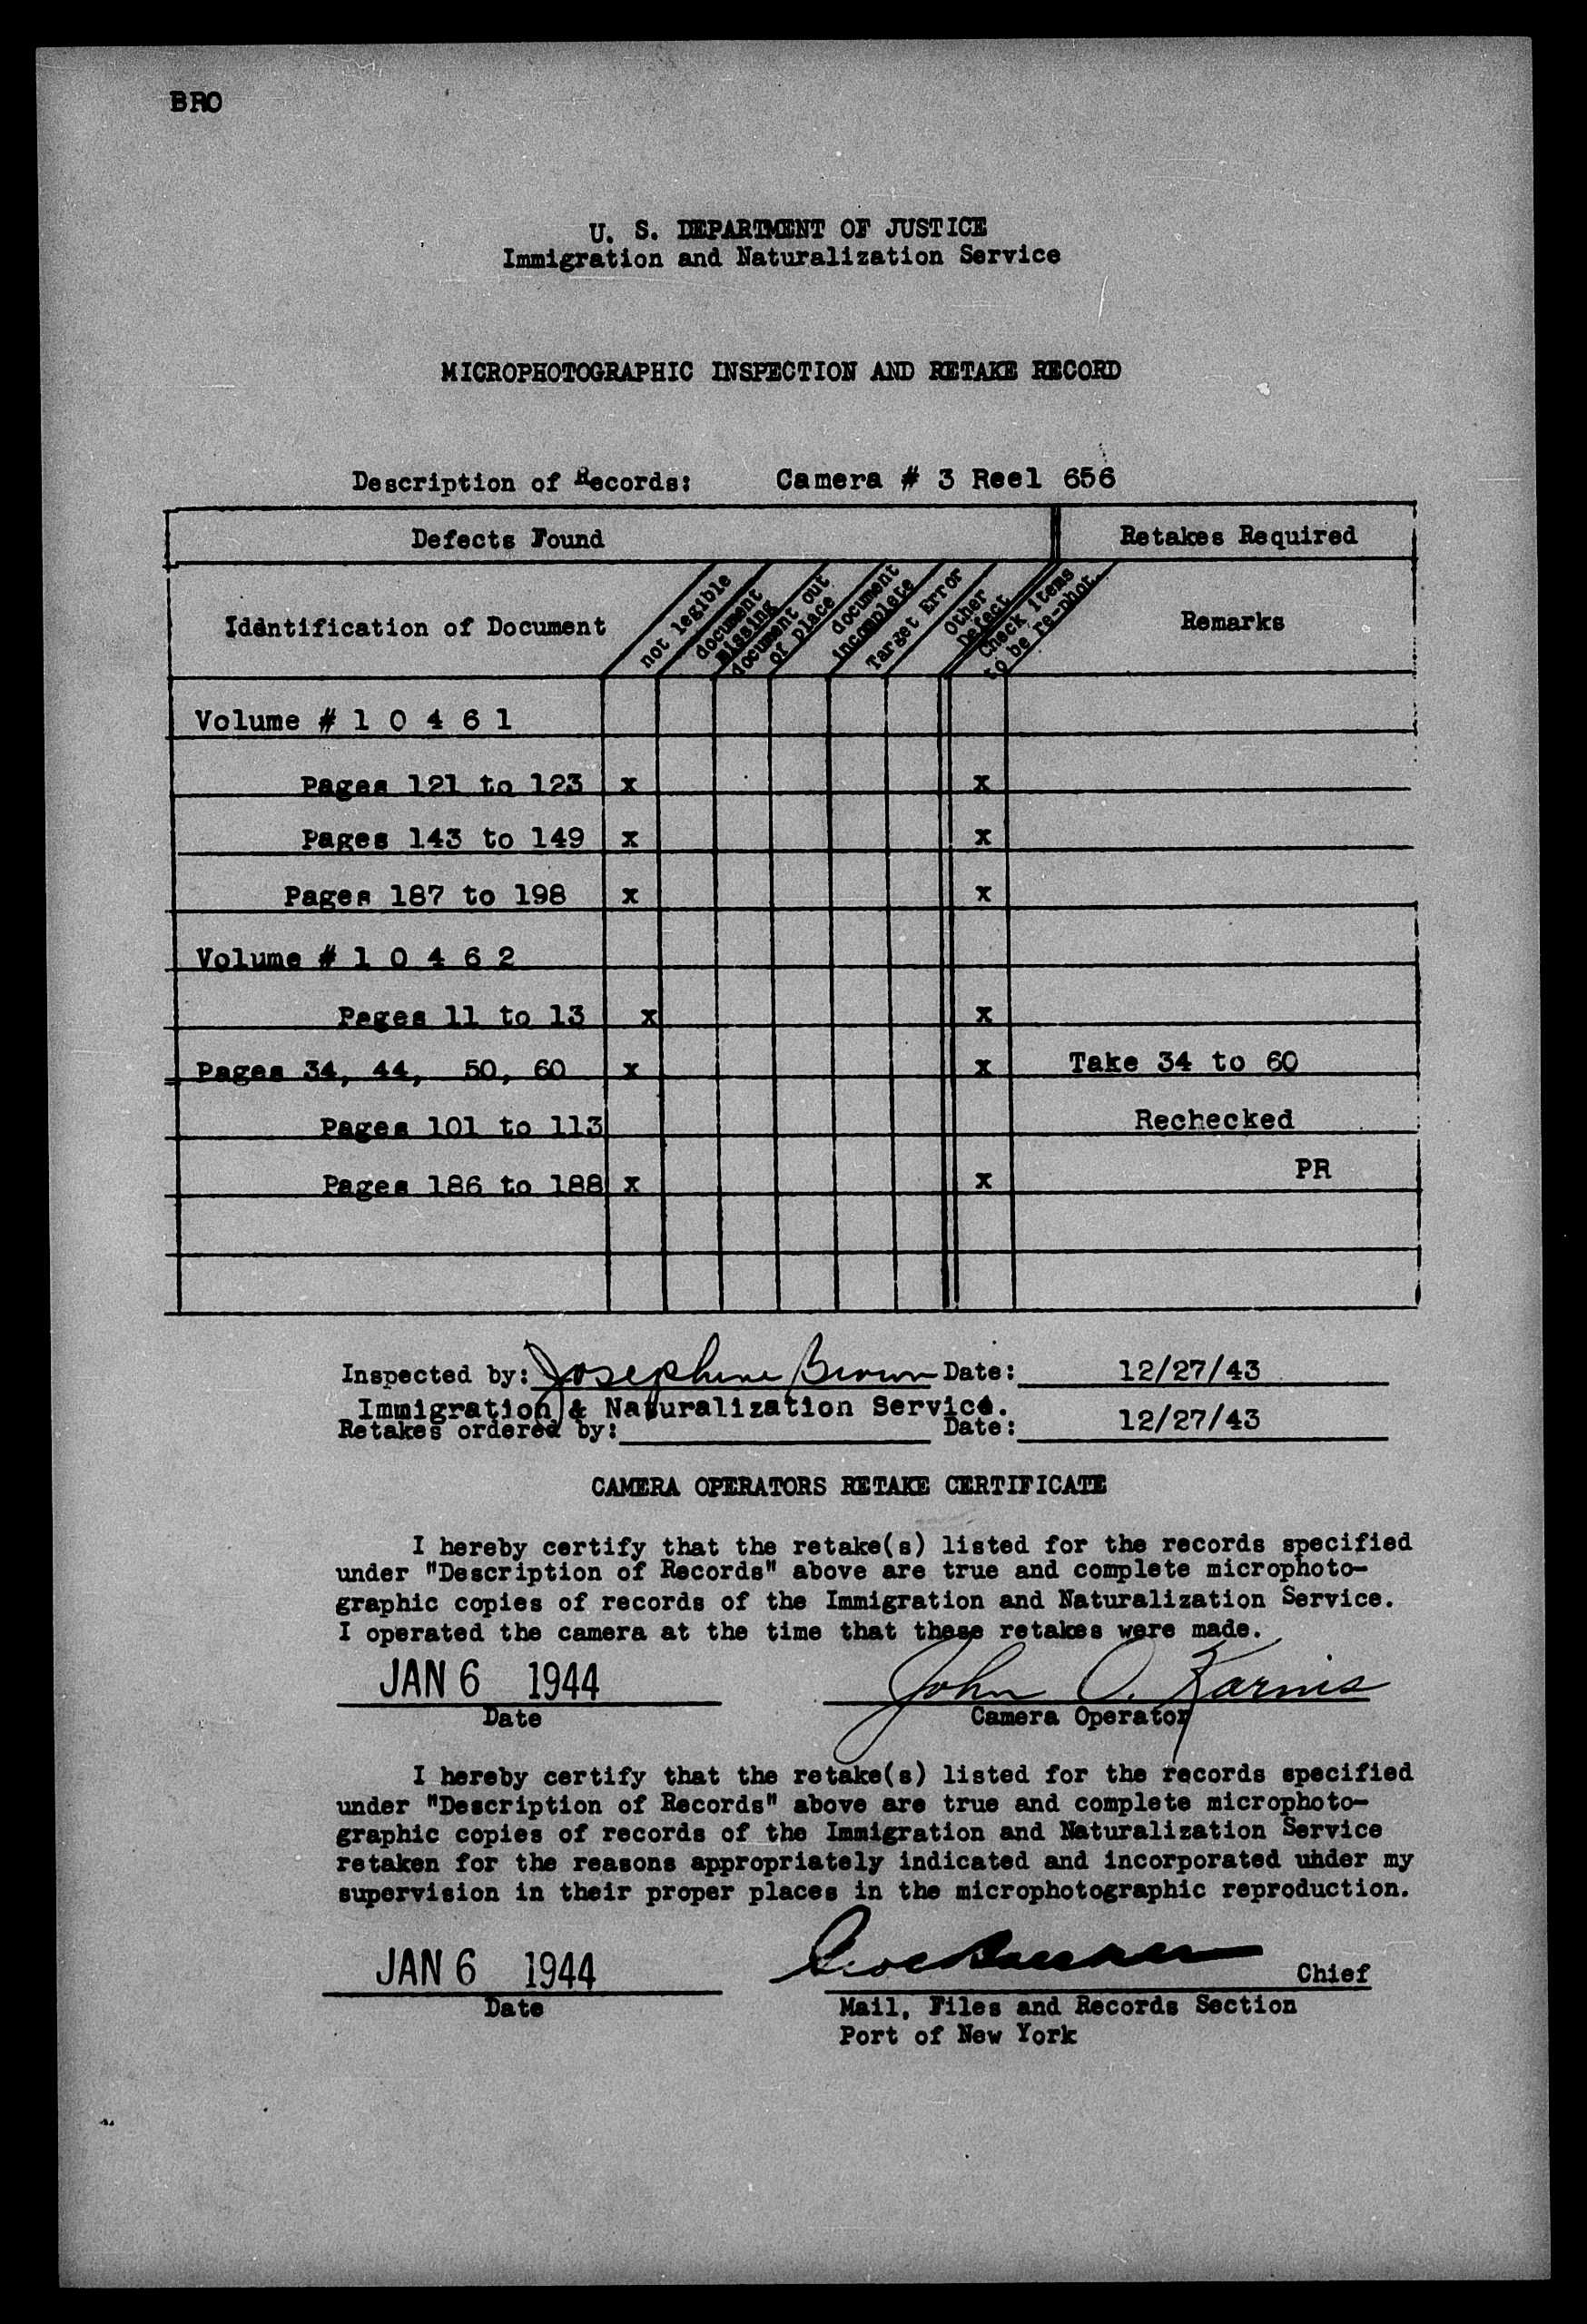 BRO
U. S. DEPARTMENT OF JUSTICE
Immigration and Naturalization Service
MICROPHOTOGRAPHIC INSPECTION AND RETAKE RECORD
Description of Records: Camera # 3 Reel 656
Defects Found Retakes Required
Identification of Document not legible document missing document out of place document incomplete Target Error Other Defect Check items to be re-phot. Remarks
Volume # 1 0 4 6 1
Pages 121 to 123 x x
Pages 143 to 149 x x
Pages 187 to 198 x x
Volume # 1 0 4 6 2
Pages 11 to 13 x x
Pages 34, 44, 50, 60 x x Take 34 to 60
Pages 101 to 113 Rechecked
Pages 186 to 188 x x PR
Inspected by: Josephine Brown Date: 12/27/43
Immigration & Naturalization Service.
Retakes ordered by: Date: 12/27/43
CAMERA OPERATORS RETAKE CERTIFICATE
I hereby certify that the retake(s) listed for the records specified
under "Description of Records" above are true and complete microphoto-
graphic copies of records of the Immigration and Naturalization Service.
I operated the camera at the time that these retakes were made.
JAN 6 1944 John O. Karnis
Date Camera Operator
I hereby certify that the retake(s) listed for the records specified
under "Description of Records" above are true and complete microphoto-
graphic copies of records of the Immigration and Naturalization Service
retaken for the reasons appropriately indicated and incorporated under my
supervision in their proper places in the microphotographic reproduction.
JAN 6 1944 Chief
Date Mail, Files and Records Section
Port of New York